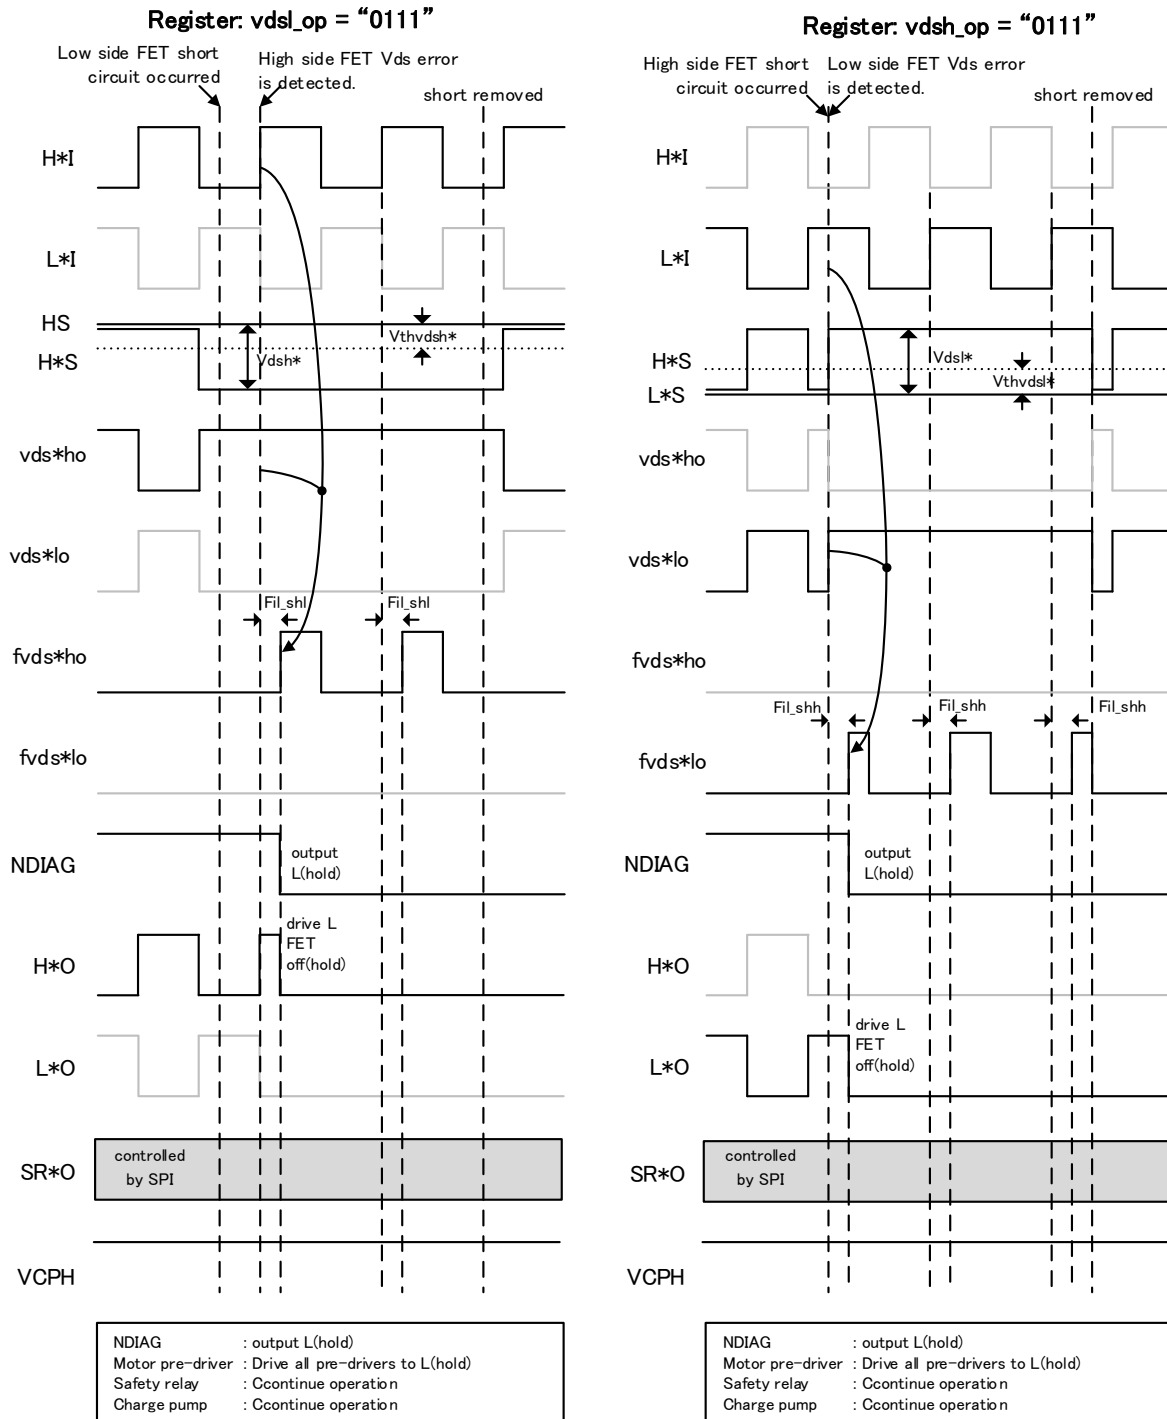 Register: vdsl_op = “0111”
Low side FET short
circuit occurred
High side FET Vds error
is detected.
short removed
H*I
L*I
HS
H*S
Vdsh*
Vthvdsh*
vds*ho
vds*lo
Fil_shl
Fil_shl
fvds*ho
fvds*lo
NDIAG
output
L(hold)
H*O
drive L
FET
off(hold)
L*O
SR*O
controlled
by SPI
VCPH
NDIAG : output L(hold)
Motor pre-driver : Drive all pre-drivers to L(hold)
Safety relay : Ccontinue operation
Charge pump : Ccontinue operation
Register: vdsh_op = “0111”
High side FET short
circuit occurred
Low side FET Vds error
is detected.
short removed
H*I
L*I
H*S
L*S
Vdsl*
Vthvdsl*
vds*ho
vds*lo
fvds*ho
Fil_shh
Fil_shh
Fil_shh
fvds*lo
NDIAG
output
L(hold)
H*O
L*O
drive L
FET
off(hold)
SR*O
controlled
by SPI
VCPH
NDIAG : output L(hold)
Motor pre-driver : Drive all pre-drivers to L(hold)
Safety relay : Ccontinue operation
Charge pump : Ccontinue operation